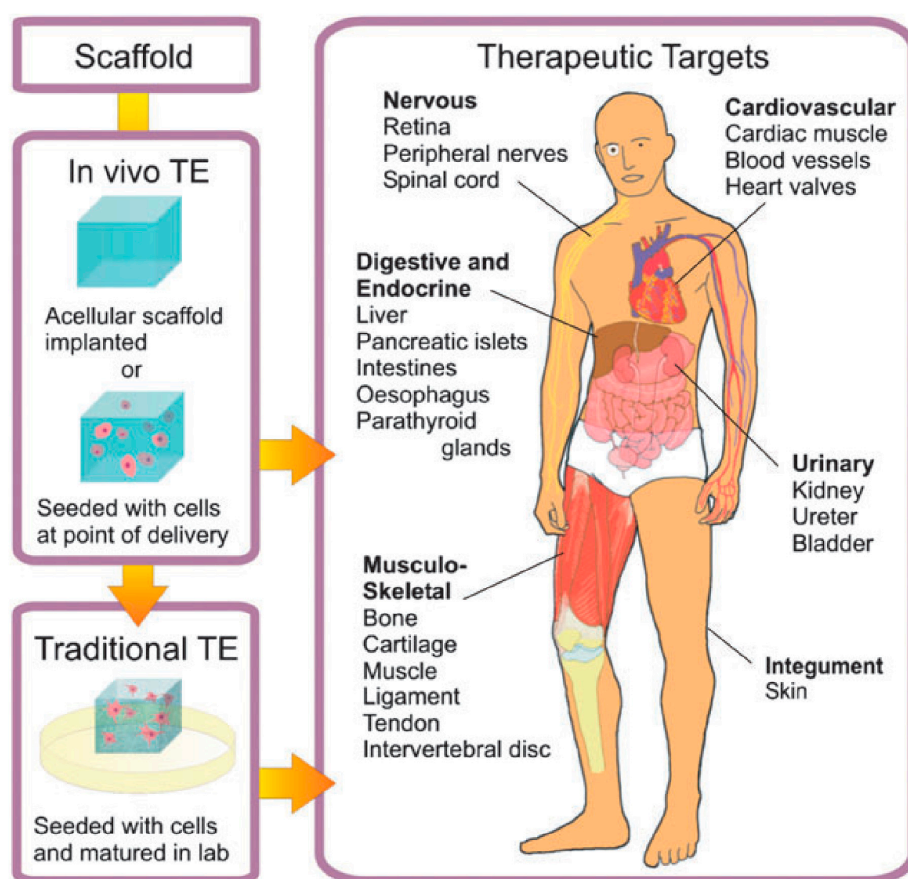 Scaffold
In vivo TE
Acellular scaffold
implanted
or
Seeded with cells
at point of delivery
Traditional TE
Seeded with cells
and matured in lab
Therapeutic Targets
Nervous
Retina
Peripheral nerves
Spinal cord
Cardiovascular
Cardiac muscle
Blood vessels
Heart valves
Digestive and
Endocrine
Liver
Pancreatic islets
Intestines
Oesophagus
Parathyroid
glands
Urinary
Kidney
Ureter
Bladder
Musculo-
Skeletal
Bone
Cartilage
Muscle
Ligament
Tendon
Intervertebral disc
Integument
Skin